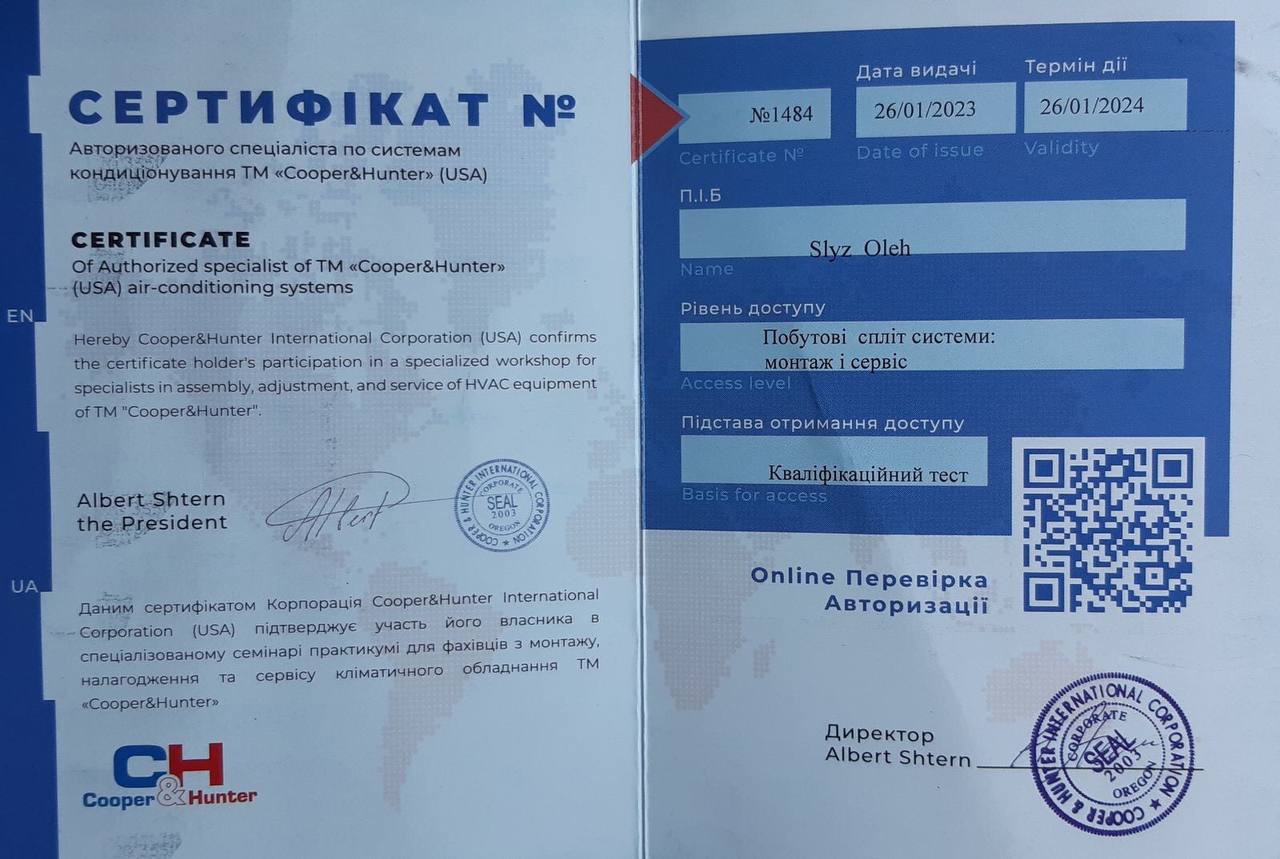 СЕРТИФІКАТ №
Авторизованого спеціаліста по системам
кондиціонування ТМ «Cooper&Hunter» (USA)
CERTIFICATE
Of Authorized specialist of TM «Cooper&Hunter»
(USA) air-conditioning systems
EN
Hereby Cooper&Hunter International Corporation (USA) confirms
the certificate holder's participation in a specialized workshop for
specialists in assembly, adjustment, and service of HVAC equipment
of TM "Cooper&Hunter".
Albert Shtern
the President
COOPER & HUNTER INTERNATIONAL CORPORATION
CORPORATE
SEAL
2003
OREGON
UA
Даним сертифікатом Корпорація Cooper&Hunter International
Corporation (USA) підтверджує участь його власника в
спеціалізованому семінарі практикумі для фахівців з монтажу,
налагодження та сервісу кліматичного обладнання ТМ
«Cooper&Hunter»
CH
Cooper&Hunter
Дата видачі
Термін дії
№1484
26/01/2023
26/01/2024
Certificate №
Date of issue
Validity
П.І.Б
Slyz Oleh
Name
Рівень доступу
Побутові спліт системи:
монтаж і сервіс
Access level
Підстава отримання доступу
Кваліфікаційний тест
Basis for access
Online Перевірка
Авторизації
Директор
Albert Shtern
COOPER & HUNTER INTERNATIONAL CORPORATION
CORPORATE
SEAL
2003
OREGON